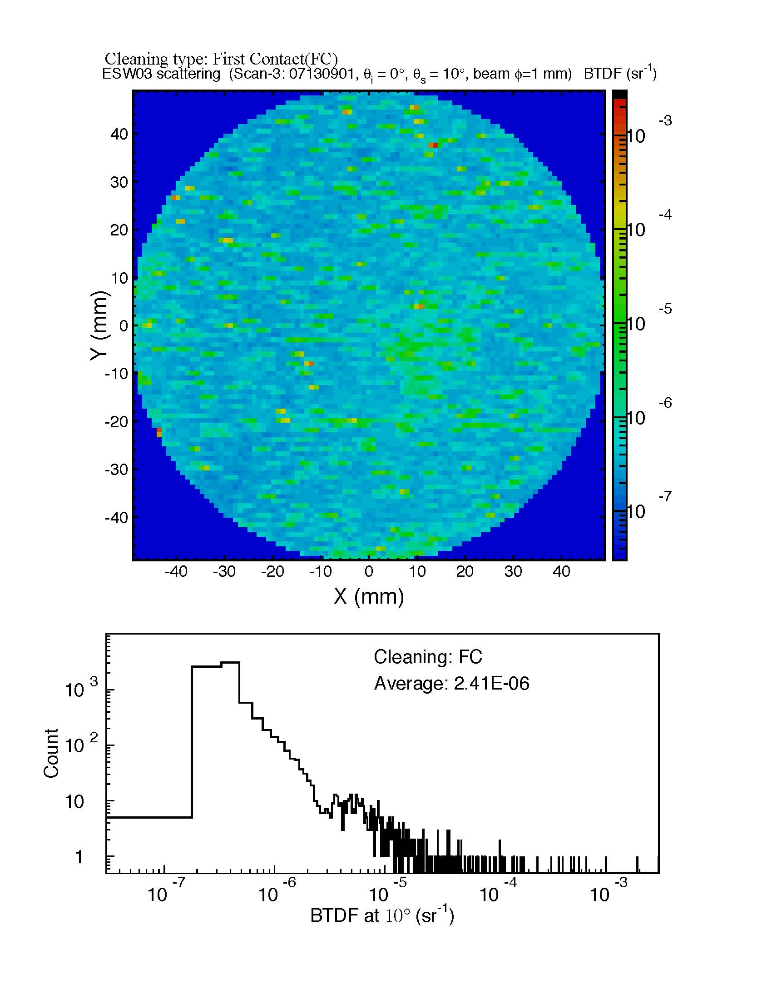 Cleaning type: First Contact(FC)
ESW03 scattering (Scan-3: 07130901, θi = 0°, θs = 10°, beam ϕ=1 mm) BTDF (sr-1)
40
30
20
10
0
-10
-20
-30
-40
Y (mm)
-40 -30 -20 -10 0 10 20 30 40
X (mm)
10 -3
10 -4
10 -5
10 -6
10 -7
Cleaning: FC
Average: 2.41E-06
10 3
10 2
10
1
Count
10 -7 10 -6 10 -5 10 -4 10 -3
BTDF at 10° (sr-1)